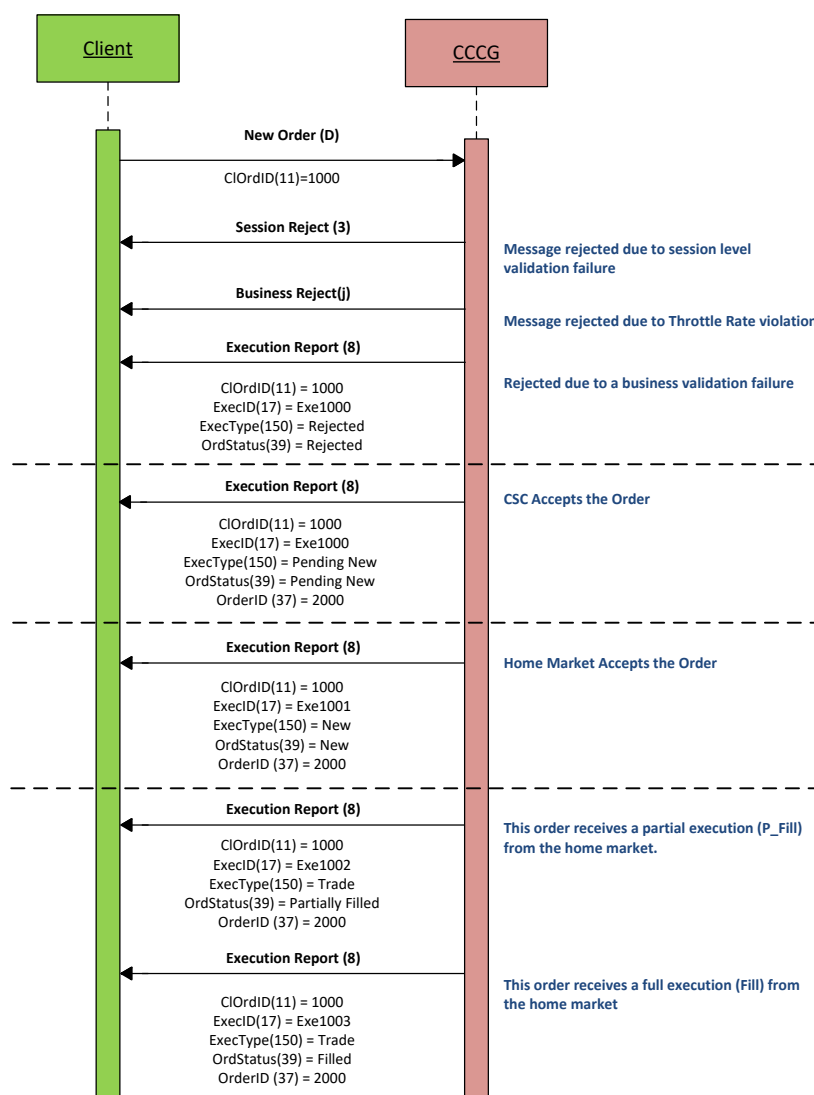 Client
CCCG
New Order (D)
ClOrdID(11)=1000
Session Reject (3)
Message rejected due to session level
validation failure
Business Reject(j)
Message rejected due to Throttle Rate violation
Execution Report (8)
Rejected due to a business validation failure
ClOrdID(11) = 1000
ExecID(17) = Exe1000
ExecType(150) = Rejected
OrdStatus(39) = Rejected
Execution Report (8)
CSC Accepts the Order
ClOrdID(11) = 1000
ExecID(17) = Exe1000
ExecType(150) = Pending New
OrdStatus(39) = Pending New
OrderID (37) = 2000
Execution Report (8)
Home Market Accepts the Order
ClOrdID(11) = 1000
ExecID(17) = Exe1001
ExecType(150) = New
OrdStatus(39) = New
OrderID (37) = 2000
Execution Report (8)
This order receives a partial execution (P_Fill)
from the home market.
ClOrdID(11) = 1000
ExecID(17) = Exe1002
ExecType(150) = Trade
OrdStatus(39) = Partially Filled
OrderID (37) = 2000
Execution Report (8)
This order receives a full execution (Fill) from
the home market
ClOrdID(11) = 1000
ExecID(17) = Exe1003
ExecType(150) = Trade
OrdStatus(39) = Filled
OrderID (37) = 2000